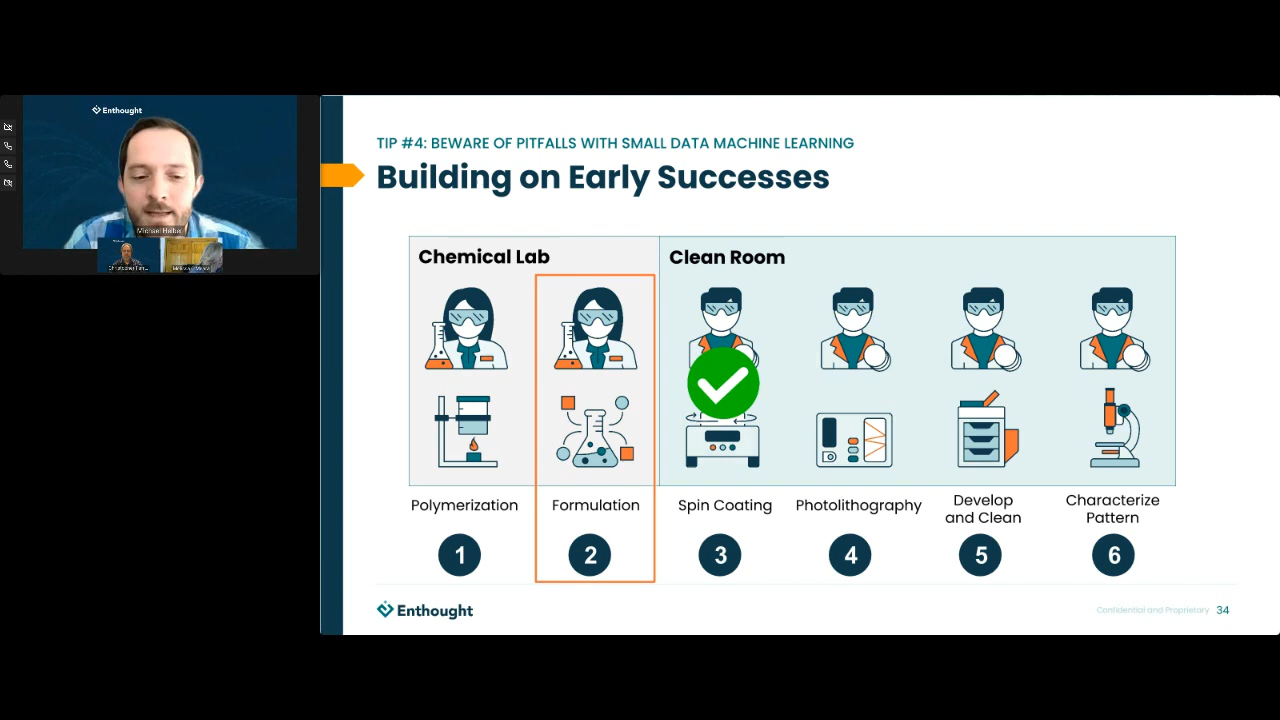 Enthought
Michael Heiber
TIP #4: BEWARE OF PITFALLS WITH SMALL DATA MACHINE LEARNING
Building on Early Successes
Chemical Lab
Clean Room
Polymerization
Formulation
Spin Coating
Photolithography
Develop
and Clean
Characterize
Pattern
1
2
3
4
5
6
Enthought
Confidential and Proprietary
34